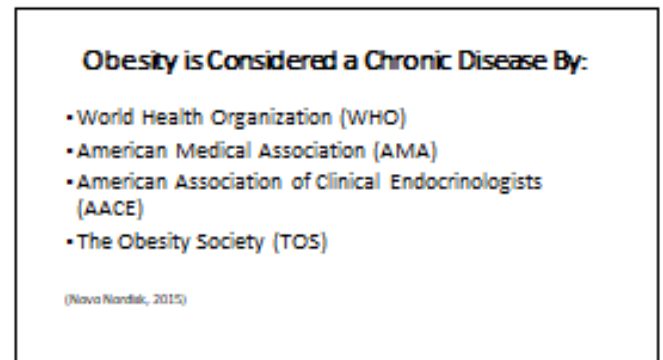 Obesity is Considered a Chronic Disease By:
▪ World Health Organization (WHO)
▪ American Medical Association (AMA)
▪ American Association of Clinical Endocrinologists
(AACE)
▪ The Obesity Society (TOS)
(Novo Nordisk, 2015)